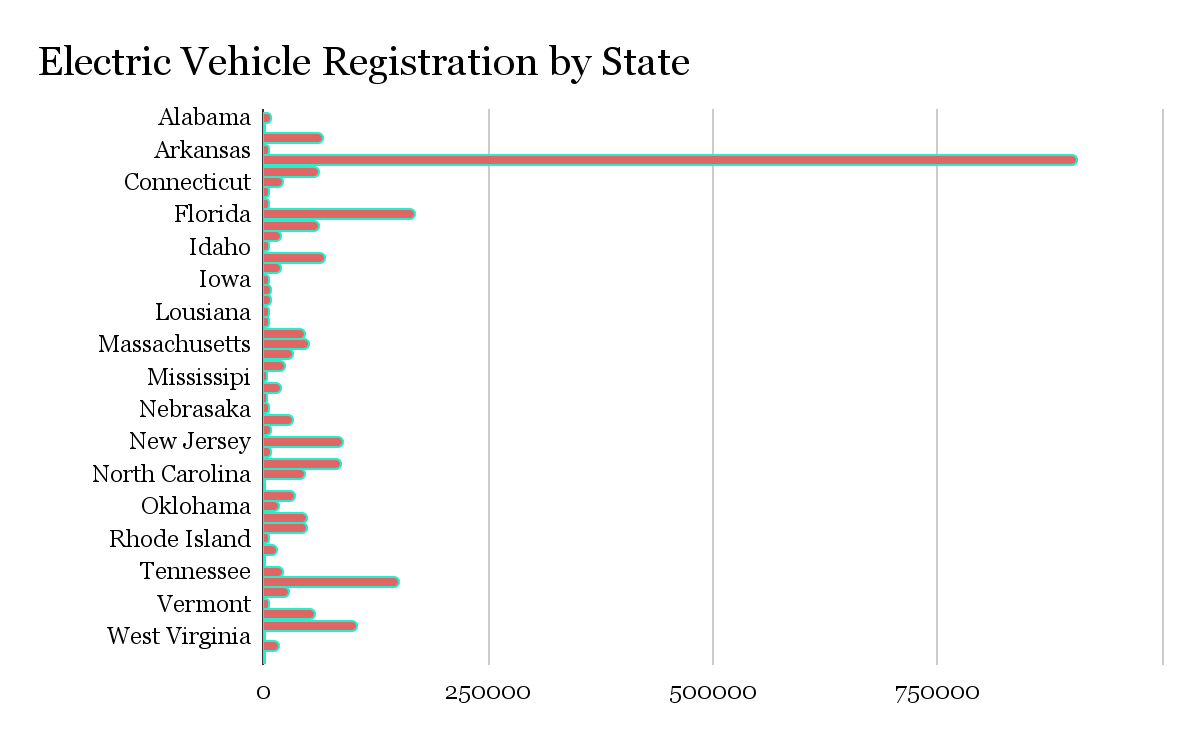 Electric Vehicle Registration by State
Alabama
Arkansas
Connecticut
Florida
Idaho
Iowa
Lousiana
Massachusetts
Mississipi
Nebrasaka
New Jersey
North Carolina
Oklohama
Rhode Island
Tennessee
Vermont
West Virginia
0 250000 500000 750000